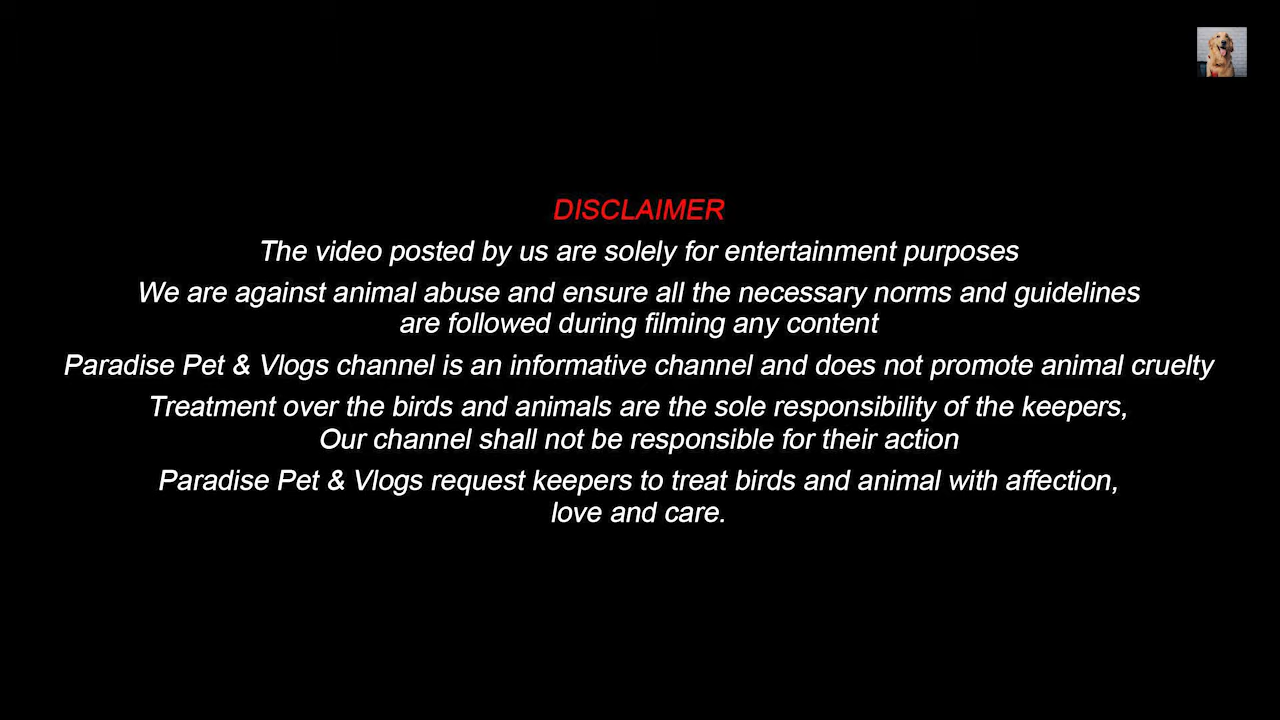 DISCLAIMER
The video posted by us are solely for entertainment purposes
We are against animal abuse and ensure all the necessary norms and guidelines
are followed during filming any content
Paradise Pet & Vlogs channel is an informative channel and does not promote animal cruelty
Treatment over the birds and animals are the sole responsibility of the keepers,
Our channel shall not be responsible for their action
Paradise Pet & Vlogs request keepers to treat birds and animal with affection,
love and care.